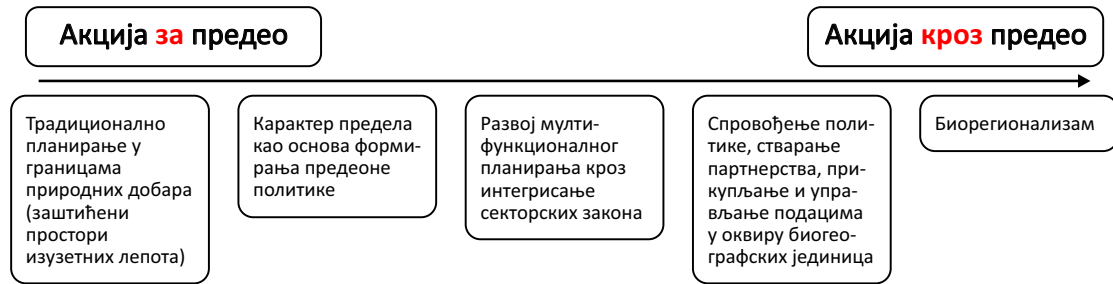 Акција за предео
Акција кроз предео
Традиционално
планирање у
границама
природних добара
(заштићени
простори
изузетних лепота)
Карактер предела
као основа форми-
рања предеоне
политике
Развој мулти-
функционалног
планирања кроз
интегрисање
секторских закона
Спровођење поли-
тике, стварање
партнерства, при-
купљање и упра-
вљање подацима
у оквиру биогео-
графских јединица
Биорегионализам